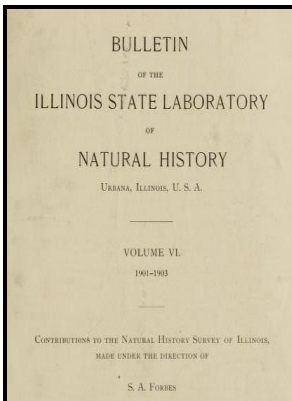 BULLETIN
OF THE
ILLINOIS STATE LABORATORY
OF
NATURAL HISTORY
URBANA, ILLINOIS, U. S. A.
VOLUME VI.
1901-1903
CONTRIBUTIONS TO THE NATURAL HISTORY SURVEY OF ILLINOIS,
MADE UNDER THE DIRECTION OF
S. A. FORBES